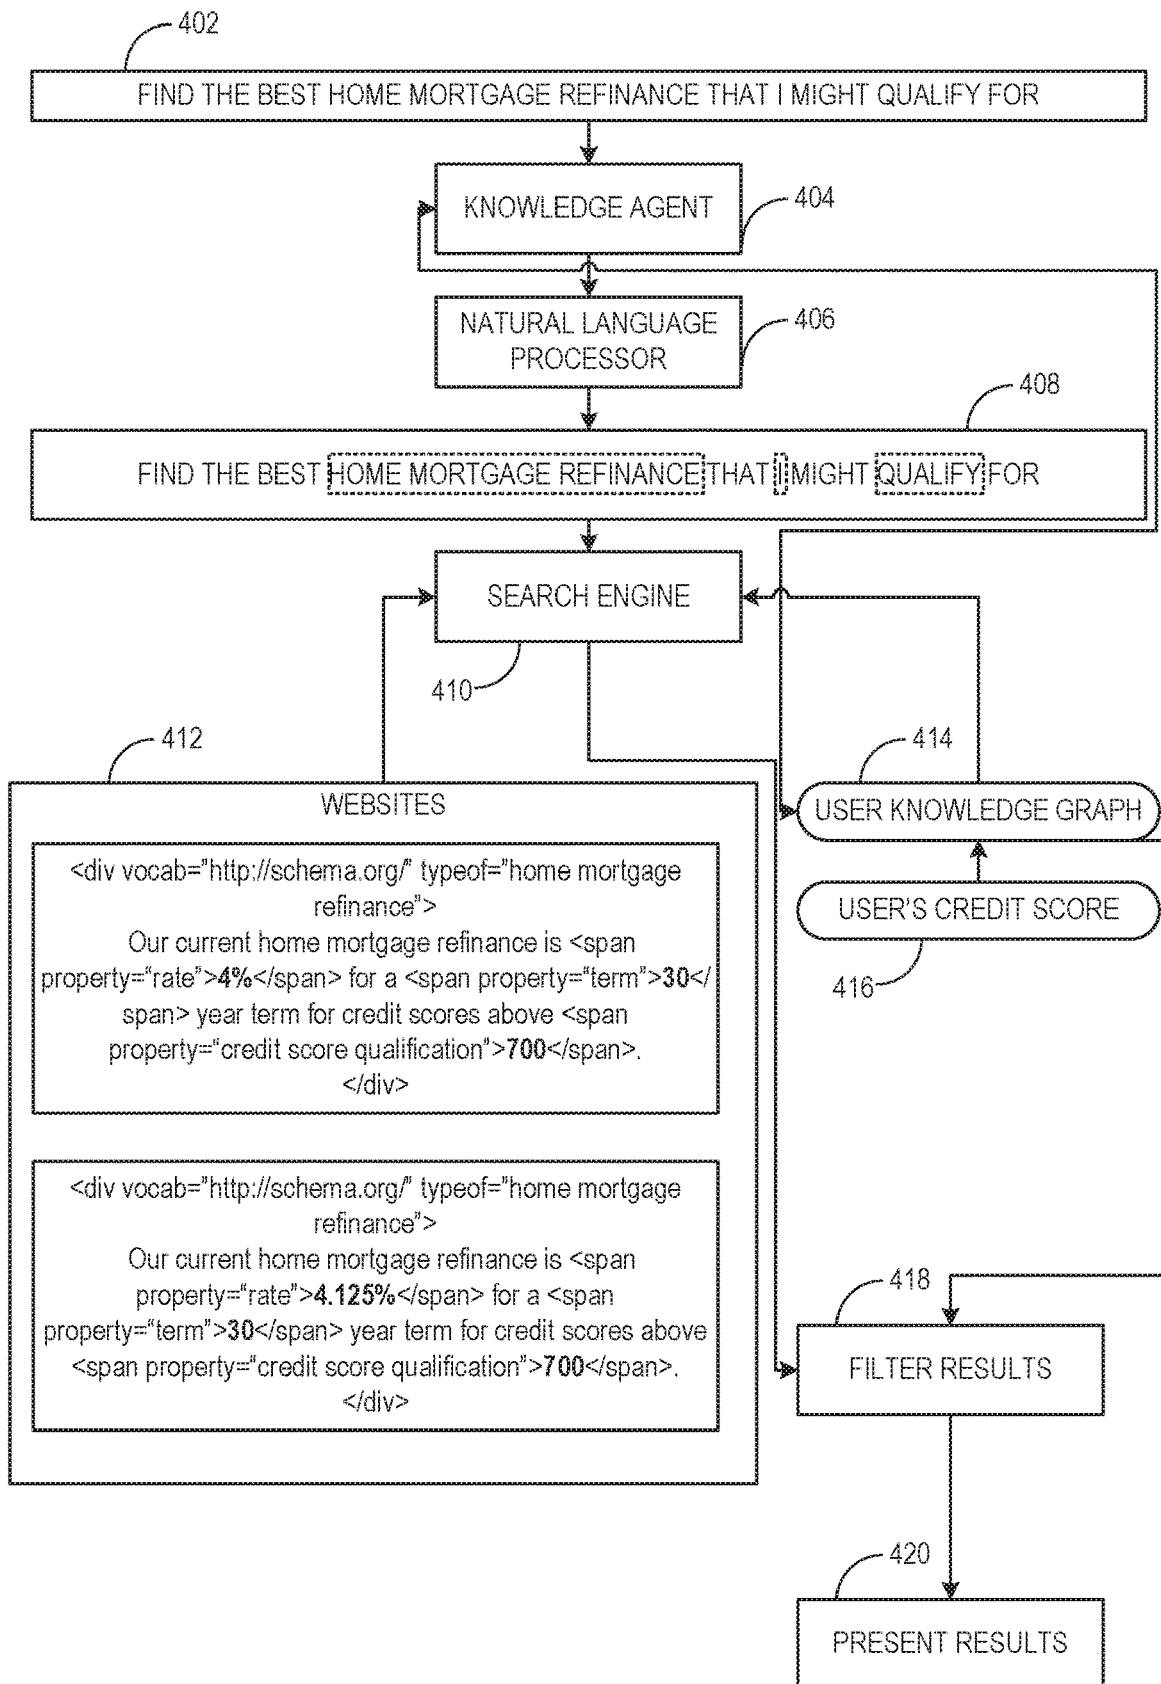 402
FIND THE BEST HOME MORTGAGE REFINANCE THAT I MIGHT QUALIFY FOR
KNOWLEDGE AGENT
404
NATURAL LANGUAGE
PROCESSOR
406
408
FIND THE BEST HOME MORTGAGE REFINANCE THAT I MIGHT QUALIFY FOR
SEARCH ENGINE
410
412
WEBSITES
<div vocab="http://schema.org/" typeof="home mortgage
refinance">
Our current home mortgage refinance is <span
property="rate">4%</span> for a <span property="term">30</
span> year term for credit scores above <span
property="credit score qualification">700</span>.
</div>
<div vocab="http://schema.org/" typeof="home mortgage
refinance">
Our current home mortgage refinance is <span
property="rate">4.125%</span> for a <span
property="term">30</span> year term for credit scores above
<span property="credit score qualification">700</span>.
</div>
414
USER KNOWLEDGE GRAPH
USER'S CREDIT SCORE
416
418
FILTER RESULTS
420
PRESENT RESULTS